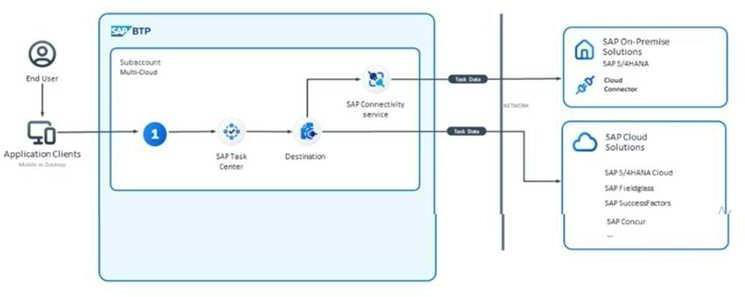 SAP BTP
Subaccount
Multi-Cloud
End User
Application Clients
Mobile or Desktop
1
SAP Task
Center
Destination
SAP Connectivity
service
Task Data
Task Data
NETWORK
SAP On-Premise
Solutions
SAP S/4HANA
Cloud
Connector
SAP Cloud
Solutions
SAP S/4HANA Cloud
SAP Fieldglass
SAP SuccessFactors
SAP Concur
...